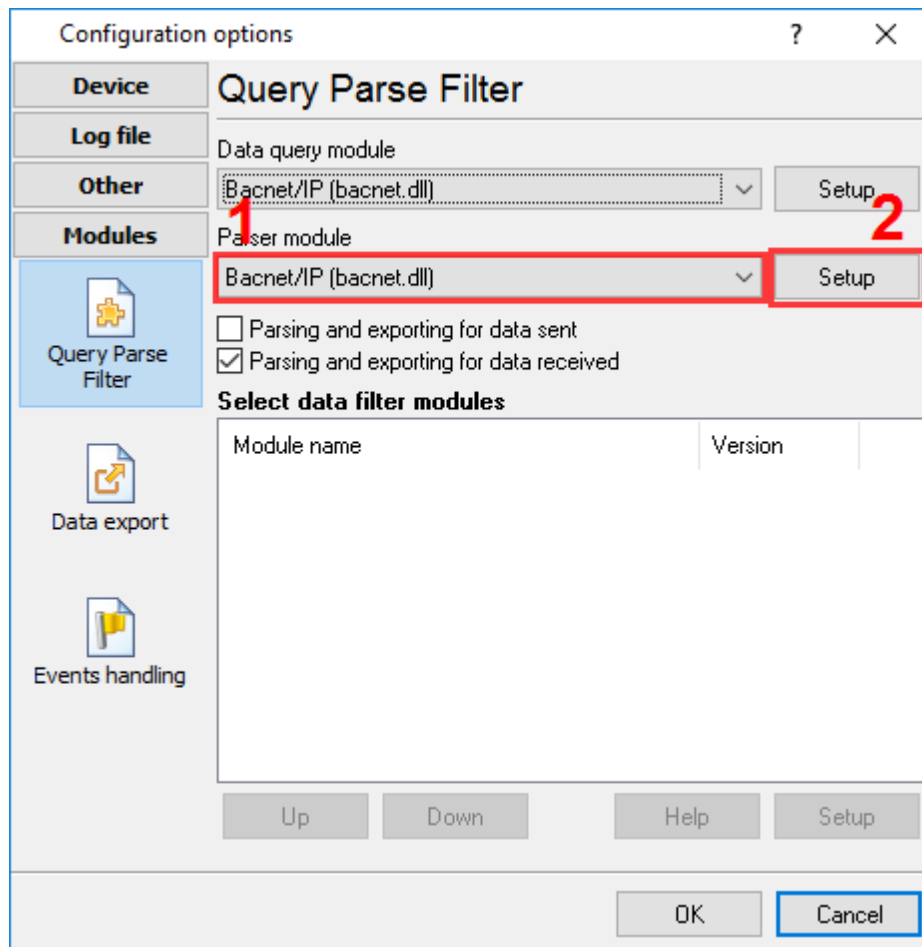 Configuration options
?
Device
Log file
Other
Modules
Query Parse
Filter
Data export
Events handling
Query Parse Filter
Data query module
Bacnet/IP (bacnet.dll)
Setup
1
2
Parser module
Bacnet/IP (bacnet.dll)
Setup
Parsing and exporting for data sent
Parsing and exporting for data received
Select data filter modules
Module name
Version
Up
Down
Help
Setup
OK
Cancel